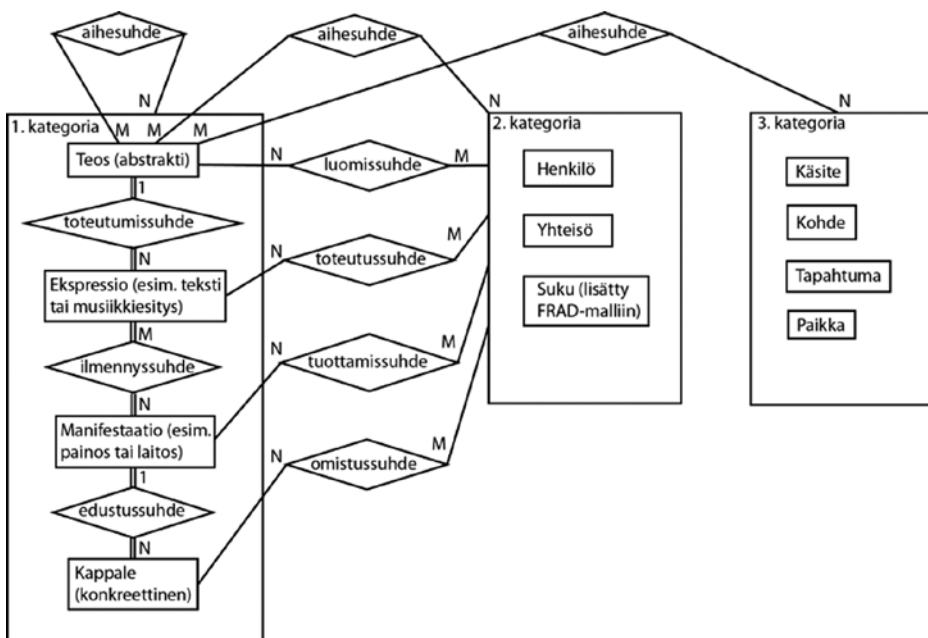 aihesuhde
aihesuhde
aihesuhde
N
N
N
1. kategoria
M
M
M
2. kategoria
3. kategoria
Teos (abstrakti)
N
luomissuhde
M
Henkilö
Käsite
1
toteutumissuhde
N
toteutussuhde
M
Yhteisö
Kohde
N
Ekspressio (esim. teksti
tai musiikkiesitys)
Suku (lisätty
FRAD-malliin)
Tapahtuma
Paikka
M
ilmennyssuhde
N
tuottamissuhde
M
N
Manifestaatio (esim.
painos tai laitos)
N
omistussuhde
M
1
edustussuhde
N
Kappale
(konkreettinen)